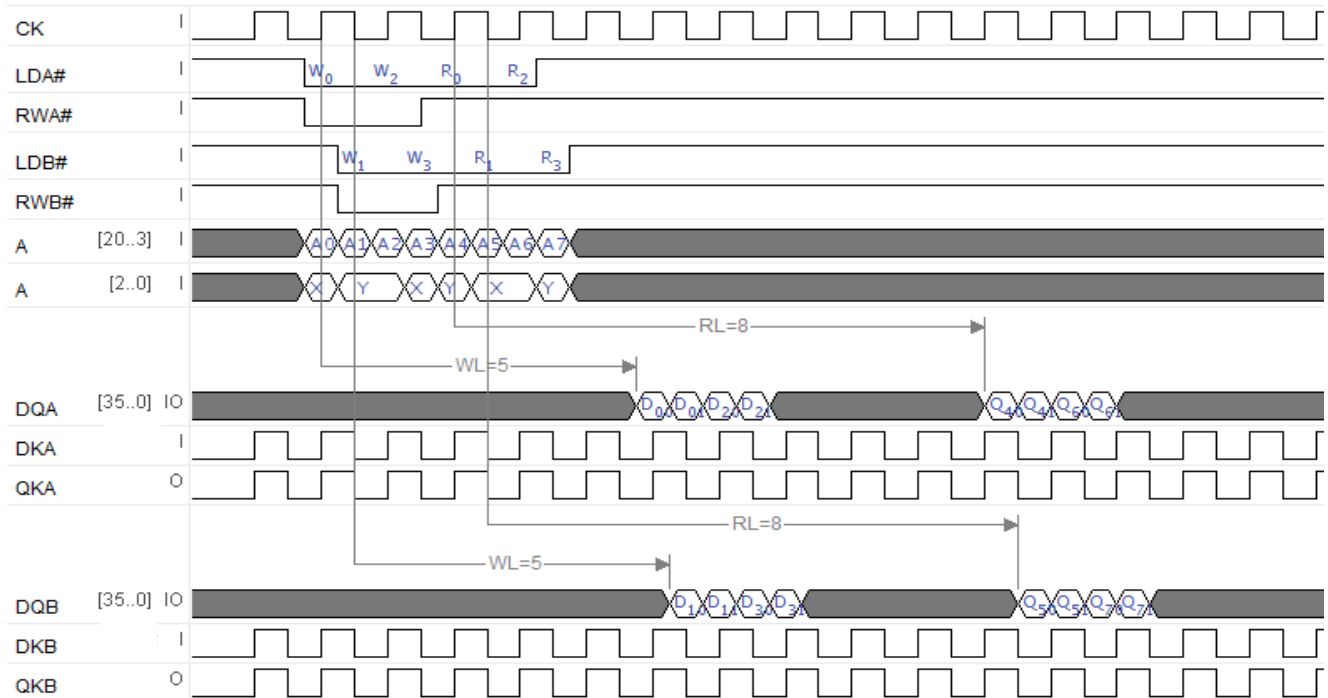 CK I
LDA# I W0 W2 R0 R2
RWA# I
LDB# I W1 W3 R1 R3
RWB# I
A [20..3] I A0 A1 A2 A3 A4 A5 A6 A7
A [2..0] I X Y X Y X Y
RL=8
WL=5
DQA [35..0] IO D00 D01 D20 D21 Q40 Q41 Q60 Q61
DKA I
QKA O
RL=8
WL=5
DQB [35..0] IO D10 D11 D30 D31 Q50 Q51 Q70 Q71
DKB I
QKB O